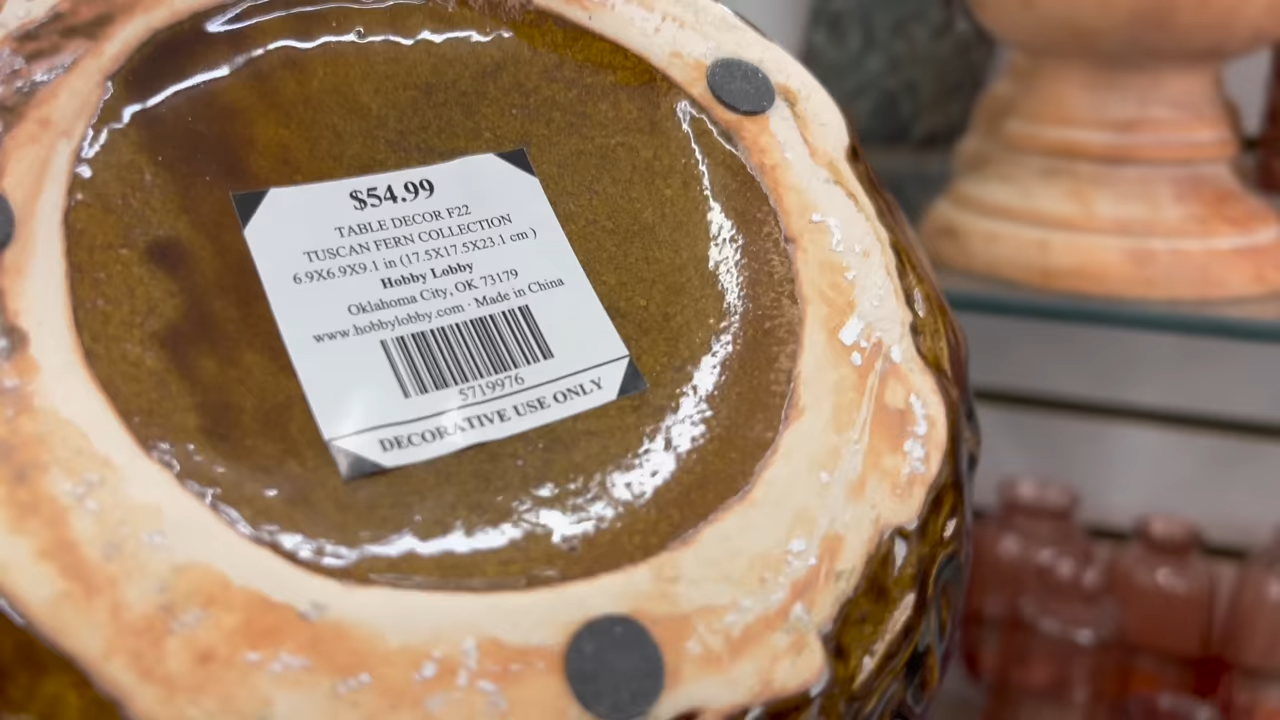 $54.99
TABLE DECOR F22
TUSCAN FERN COLLECTION
6.9X6.9X9.1 in (17.5X17.5X23.1 cm.)
Hobby Lobby
Oklahoma City, OK 73179
www.hobbylobby.com · Made in China
5719976
DECORATIVE USE ONLY